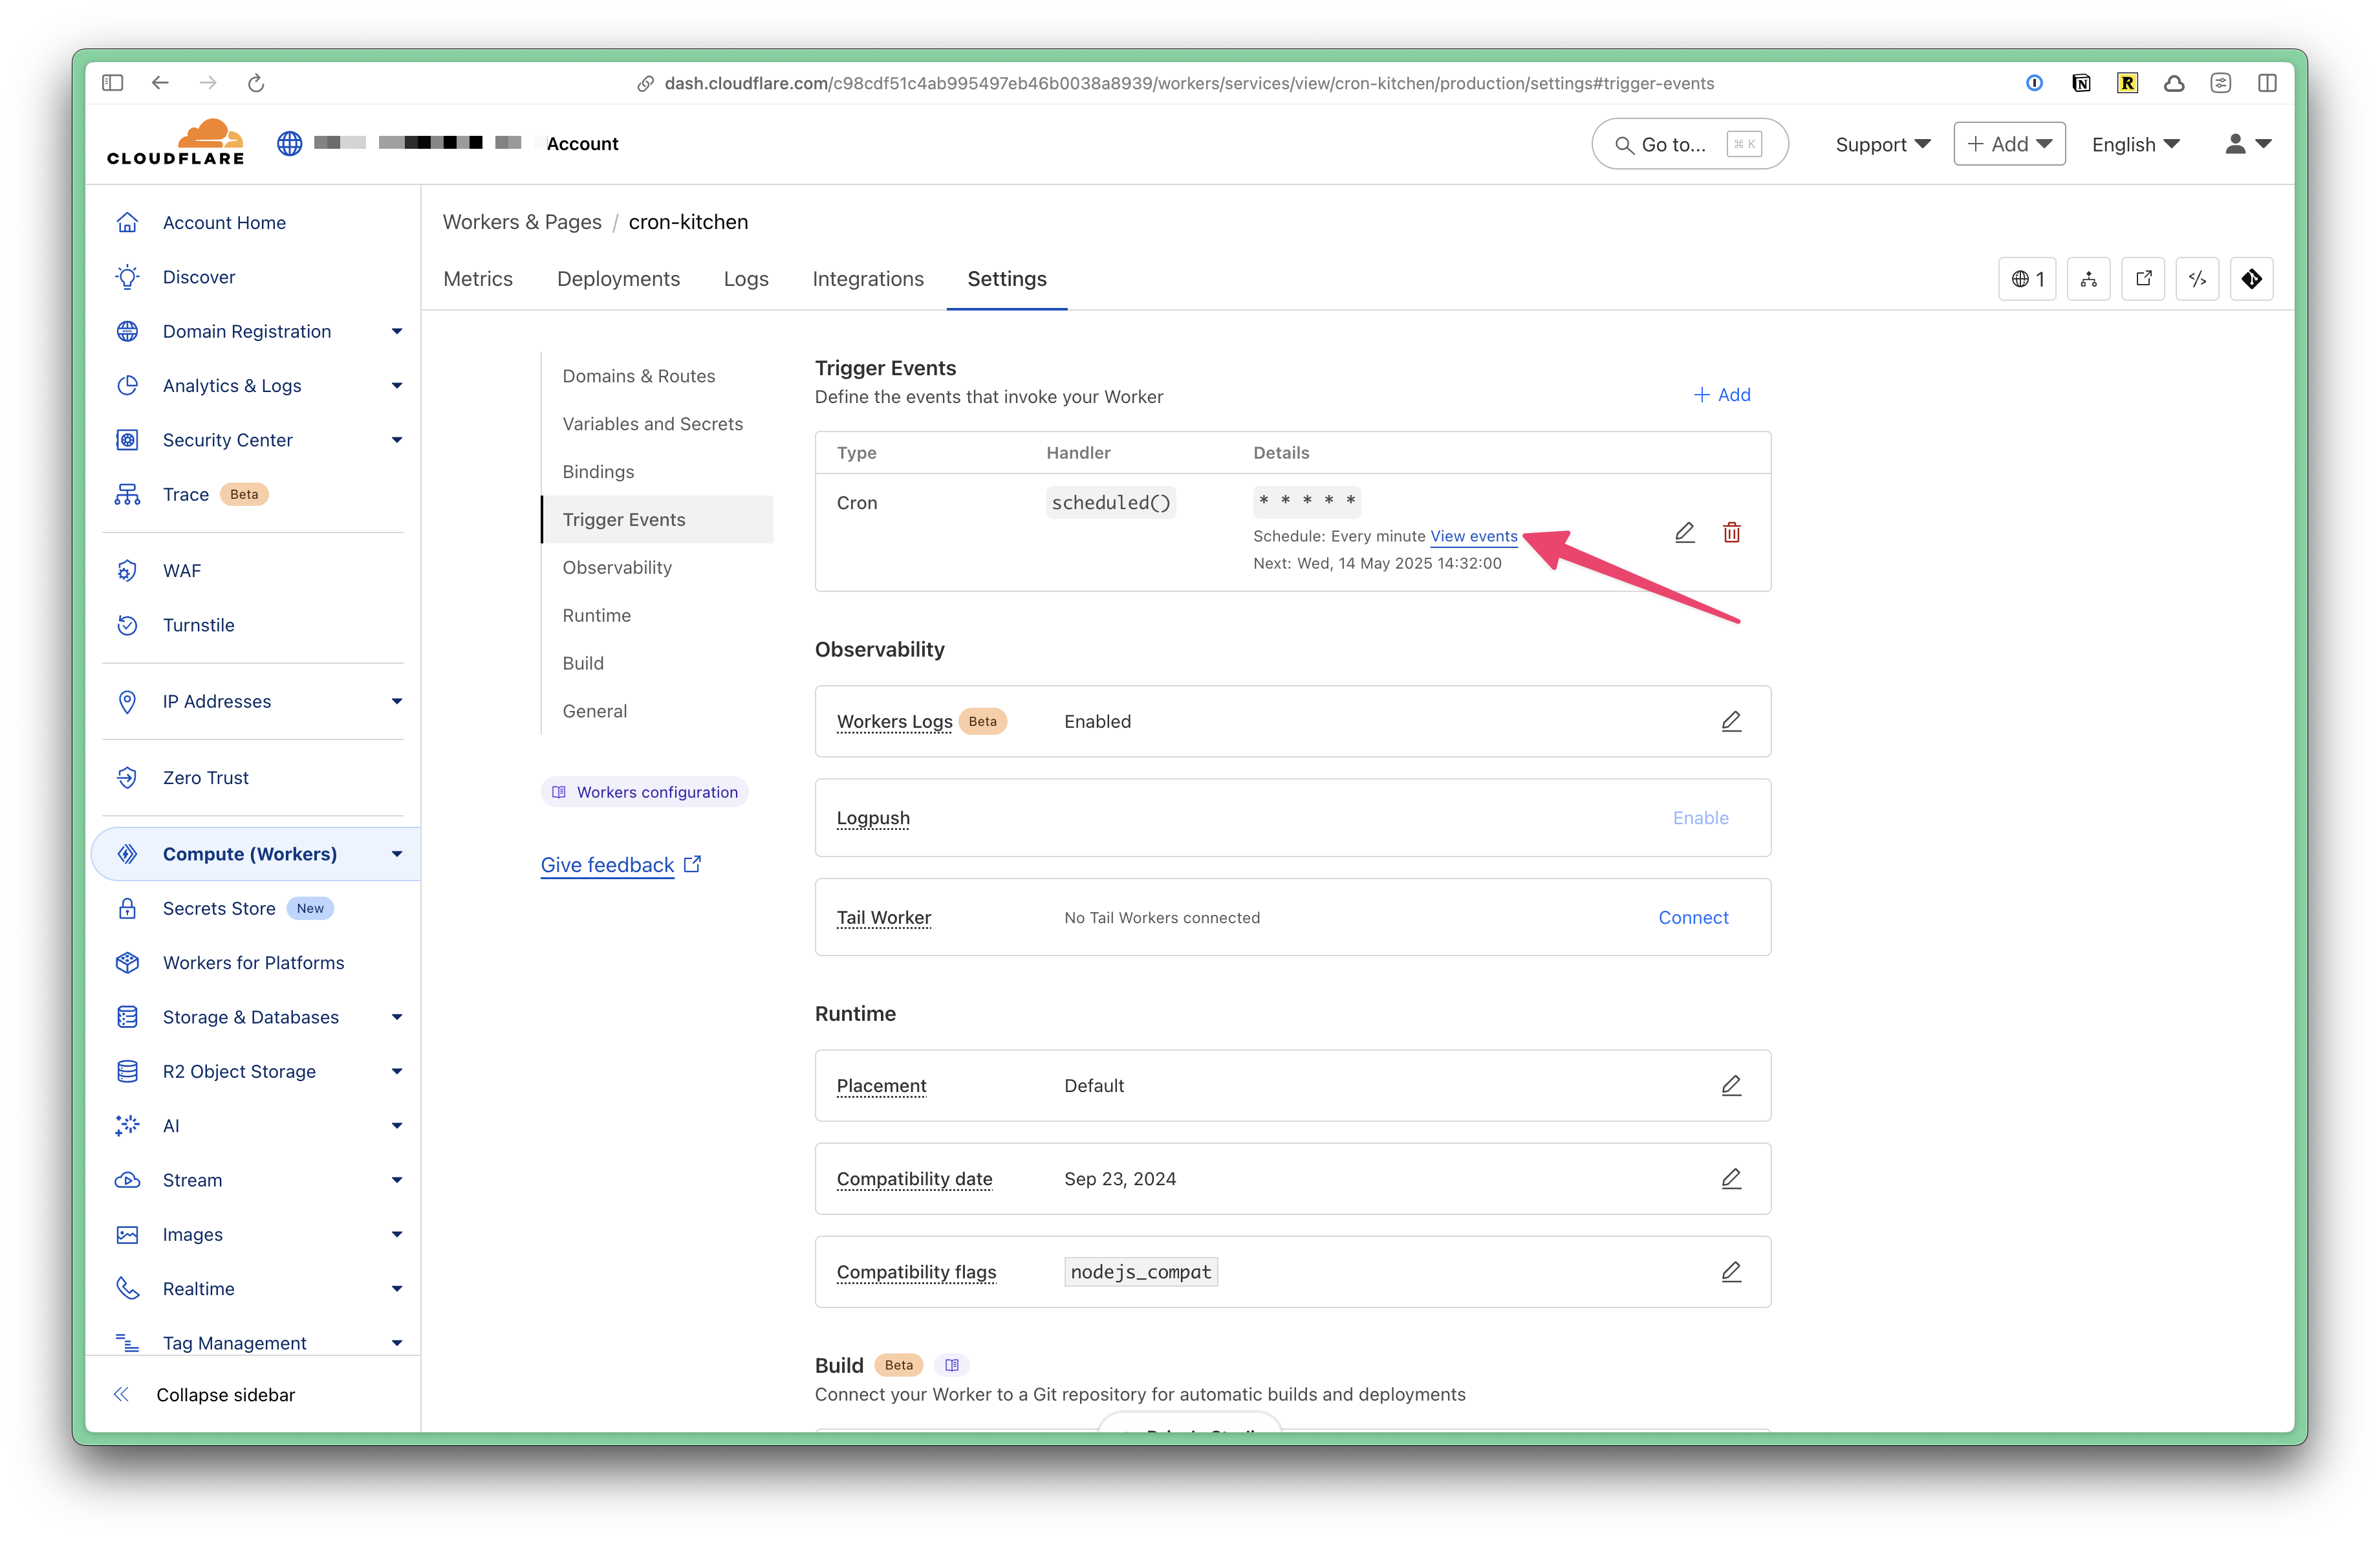 dash.cloudflare.com/c98cdf51c4ab995497eb46b0038a8939/workers/services/view/cron-kitchen/production/settings#trigger-events
CLOUDFLARE
Account
Go to...
⌘ K
Support
+ Add
English
Account Home
Discover
Domain Registration
Analytics & Logs
Security Center
Trace Beta
WAF
Turnstile
IP Addresses
Zero Trust
Compute (Workers)
Secrets Store New
Workers for Platforms
Storage & Databases
R2 Object Storage
AI
Stream
Images
Realtime
Tag Management
Collapse sidebar
Workers & Pages / cron-kitchen
Metrics Deployments Logs Integrations Settings
1
Domains & Routes
Variables and Secrets
Bindings
Trigger Events
Observability
Runtime
Build
General
Workers configuration
Give feedback
Trigger Events
Define the events that invoke your Worker
+ Add
Type Handler Details
Cron scheduled() * * * * *
Schedule: Every minute View events
Next: Wed, 14 May 2025 14:32:00
Observability
Workers Logs Beta Enabled
Logpush Enable
Tail Worker No Tail Workers connected Connect
Runtime
Placement Default
Compatibility date Sep 23, 2024
Compatibility flags nodejs_compat
Build Beta
Connect your Worker to a Git repository for automatic builds and deployments